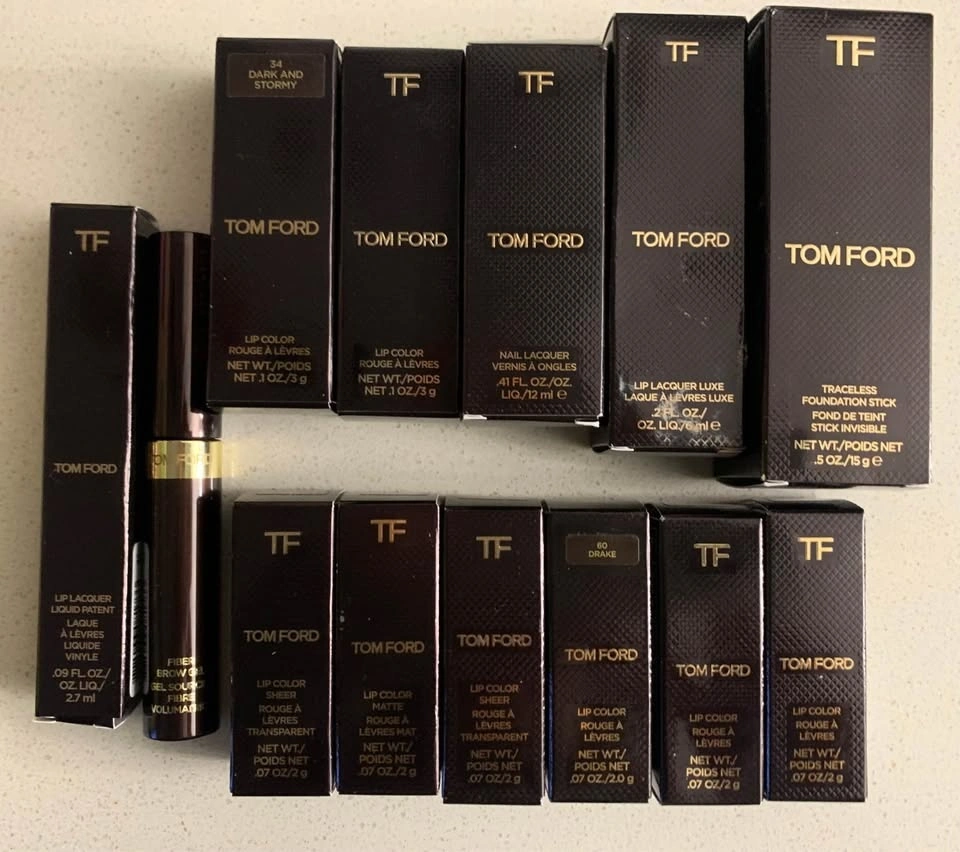 34
DARK AND
STORMY
TOM FORD
LIP COLOR
ROUGE À LÈVRES
NET WT./POIDS
NET .1 OZ./3 g
TF
TOM FORD
LIP COLOR
ROUGE À LÈVRES
NET WT./POIDS
NET .1 OZ./3 g
TF
TOM FORD
NAIL LACQUER
VERNIS À ONGLES
.41 FL. OZ./OZ.
LIQ./12 ml e
TF
TOM FORD
LIP LACQUER LUXE
LAQUE À LÈVRES LUXE
.2 FL. OZ./
OZ. LIQ./6 ml e
TF
TOM FORD
TRACELESS
FOUNDATION STICK
FOND DE TEINT
STICK INVISIBLE
NET WT./POIDS NET
.5 OZ./15 g e
TF
TOM FORD
LIP LACQUER
LIQUID PATENT
LAQUE
À LÈVRES
LIQUIDE
VINYLE
.09 FL. OZ./
OZ. LIQ./
2.7 ml
TOM FORD
FIBER
BROW GEL
GEL
FIBRE
TF
TOM FORD
LIP COLOR
SHEER
ROUGE À
LÈVRES
TRANSPARENT
NET WT./
POIDS NET
.07 OZ/2 g
TF
TOM FORD
LIP COLOR
MATTE
ROUGE À
LÈVRES MAT
NET WT./
POIDS NET
.07 OZ/2 g
TF
TOM FORD
LIP COLOR
SHEER
ROUGE À
LÈVRES
TRANSPARENT
NET WT./
POIDS NET
.07 OZ/2 g
60
DRAKE
TOM FORD
LIP COLOR
ROUGE À
LÈVRES
NET WT./
POIDS NET
.07 OZ./2.0 g
TF
TOM FORD
LIP COLOR
ROUGE À
LÈVRES
NET WT./
POIDS NET
.07 OZ./2 g
TF
TOM FORD
LIP COLOR
ROUGE À
LÈVRES
NET WT./
POIDS NET
.07 OZ./2 g